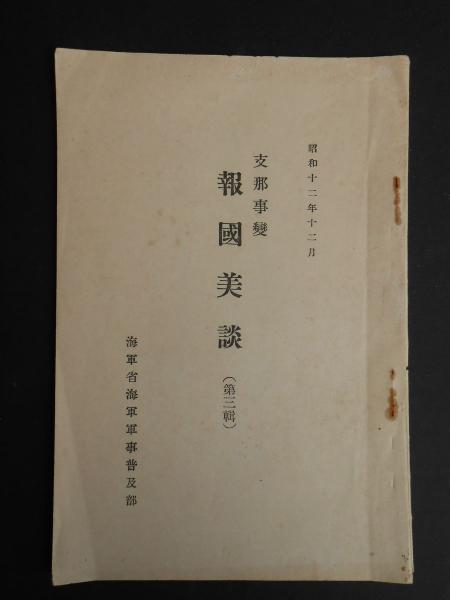 昭和十二年十二月
支那事變
報國美談
（第三輯）
海軍省海軍軍事普及部